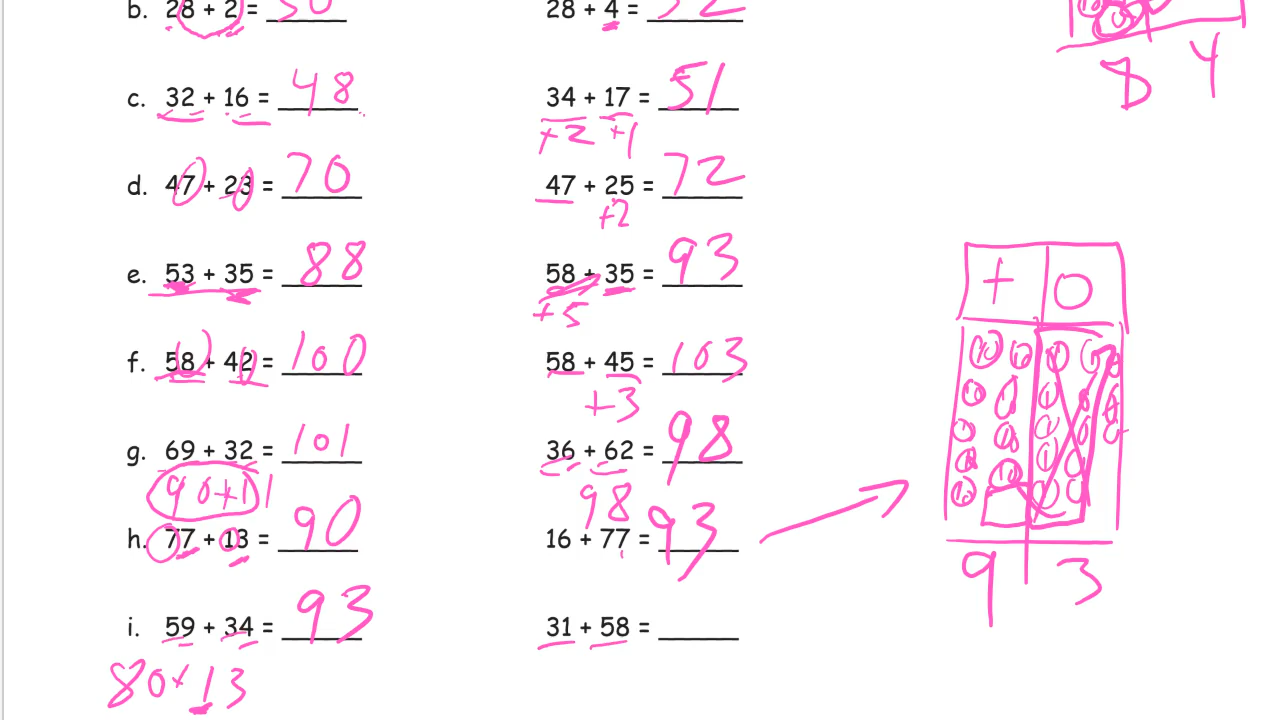 b. 28 + 2 = 30 28 + 4 = 32
c. 32 + 16 = 48 34 + 17 = 51
+2 +1
d. 47 + 23 = 70 47 + 25 = 72
+2
e. 53 + 35 = 88 58 + 35 = 93
+5
f. 58 + 42 = 100 58 + 45 = 103
+3
g. 69 + 32 = 101 36 + 62 = 98
90+11 98
h. 77 + 13 = 90 16 + 77 = 93
i. 59 + 34 = 93 31 + 58 = ______
80+13
8 4
+ 0
9 3